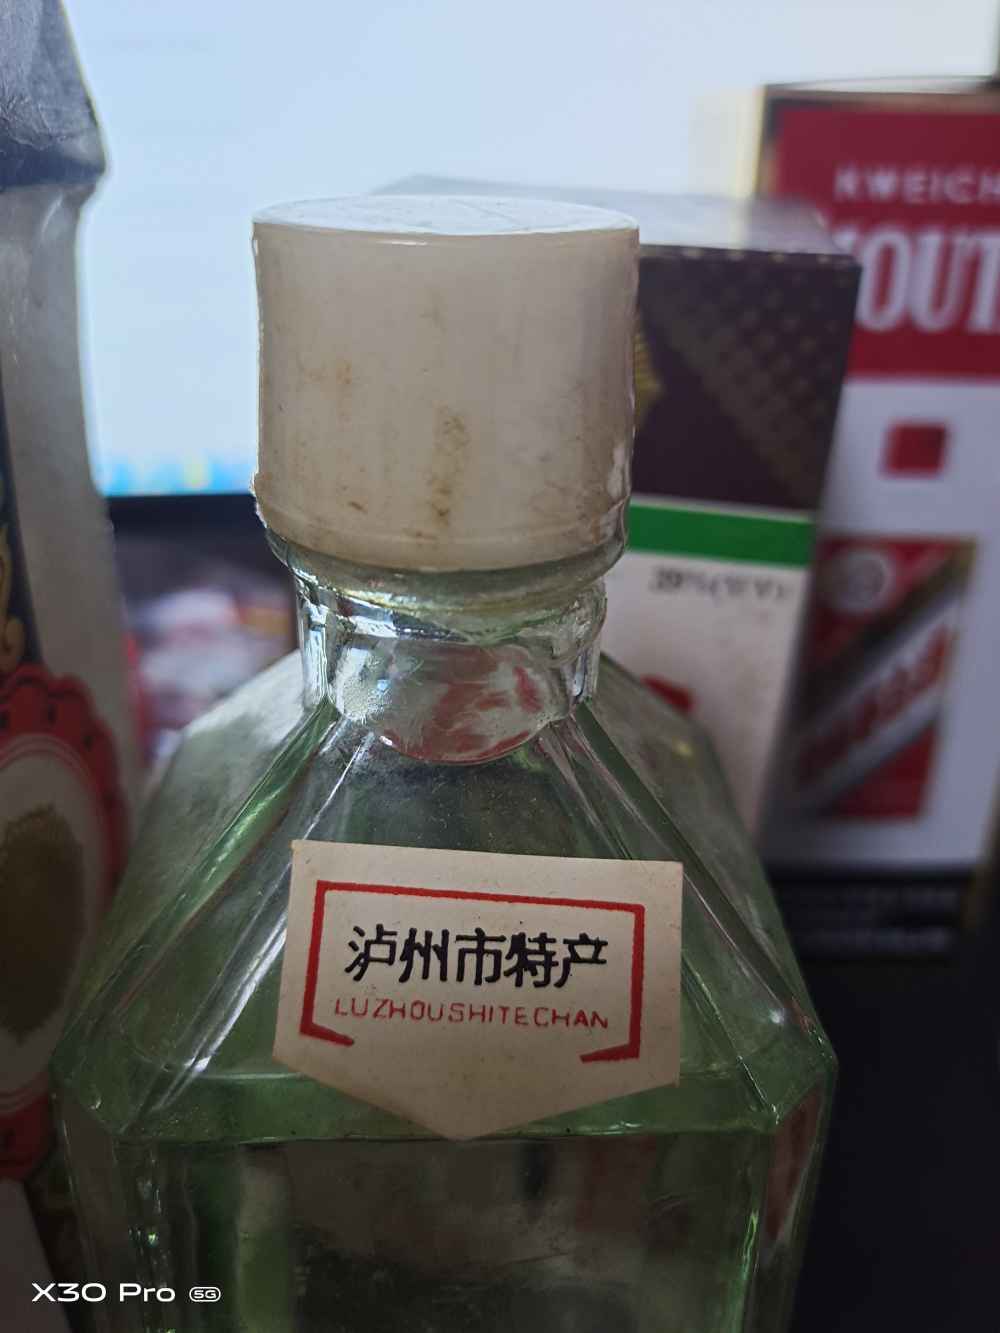 KWEICH
OUT
泸州市特产
LUZHOUSHITECHAN
X30 Pro 5G